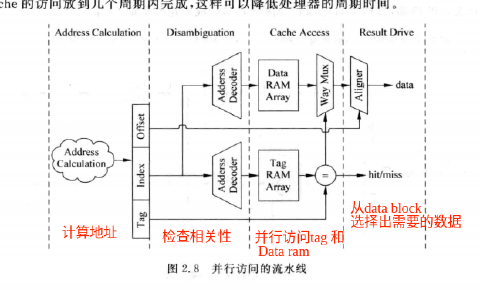 che 的访问放到几个周期内完成,这样可以降低处理器的周期时间。
Address Calculation
Disambiguation
Cache Access
Result Drive
Adderss
Decoder
Data
RAM
Array
Way Mux
Aligner
data
Offset
Address
Calculation
Index
Adderss
Decoder
Tag
RAM
Array
=
hit/miss
Tag
计算地址
检查相关性
并行访问tag 和
Data ram
从data block
选择出需要的数据
图 2.8 并行访问的流水线